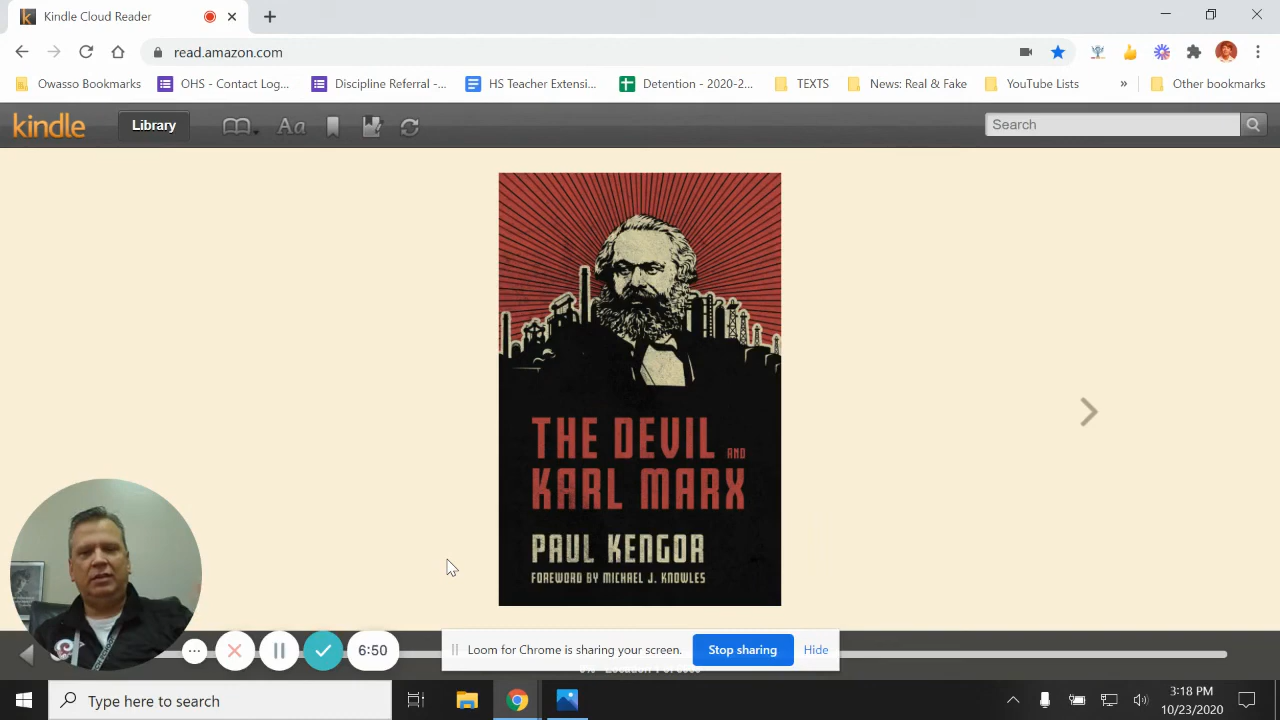 Kindle Cloud Reader
read.amazon.com
Owasso Bookmarks
OHS - Contact Log...
Discipline Referral -...
HS Teacher Extensi...
Detention - 2020-2...
TEXTS
News: Real & Fake
YouTube Lists
»
Other bookmarks
kindle
Library
Aa
Search
THE DEVIL AND
KARL MARX
PAUL KENGOR
FOREWORD BY MICHAEL J. KNOWLES
6:50
Loom for Chrome is sharing your screen.
Stop sharing
Hide
Type here to search
3:18 PM
10/23/2020